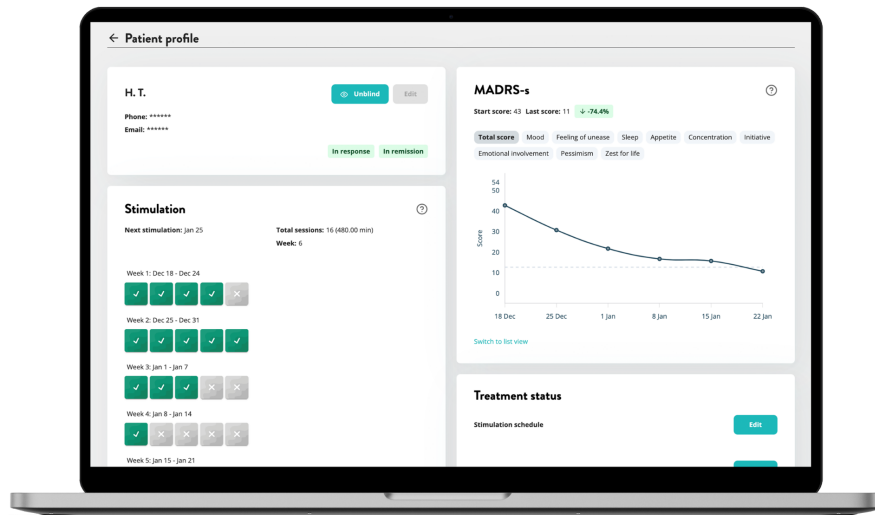 ← Patient profile
H. T.
Unblind
Edit
Phone: ******
Email: ******
In response In remission
Stimulation
Next stimulation: Jan 25
Total sessions: 16 (480.00 min)
Week: 6
Week 1: Dec 18 - Dec 24
Week 2: Dec 25 - Dec 31
Week 3: Jan 1 - Jan 7
Week 4: Jan 8 - Jan 14
Week 5: Jan 15 - Jan 21
MADRS-s
Start score: 43 Last score: 11 ↓ -74.4%
Total score Mood Feeling of unease Sleep Appetite Concentration Initiative
Emotional involvement Pessimism Zest for life
Score
54
50
40
30
20
10
0
18 Dec 25 Dec 1 Jan 8 Jan 15 Jan 22 Jan
Switch to list view
Treatment status
Stimulation schedule
Edit